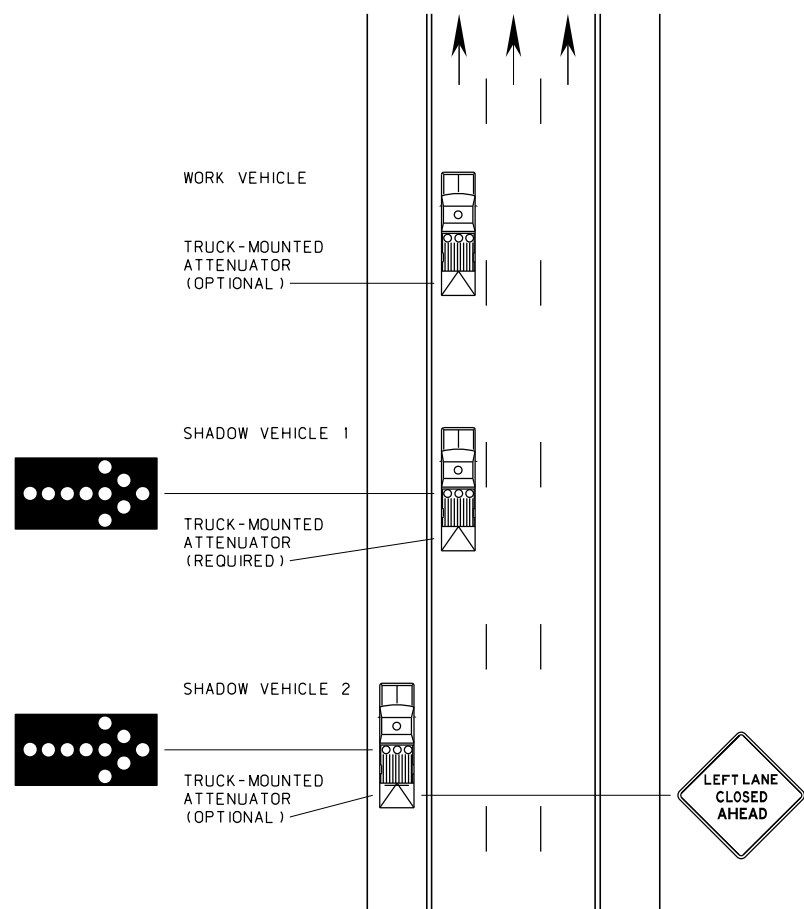 WORK VEHICLE
TRUCK-MOUNTED
ATTENUATOR
(OPTIONAL)
SHADOW VEHICLE 1
TRUCK-MOUNTED
ATTENUATOR
(REQUIRED)
SHADOW VEHICLE 2
TRUCK-MOUNTED
ATTENUATOR
(OPTIONAL)
LEFT LANE
CLOSED
AHEAD